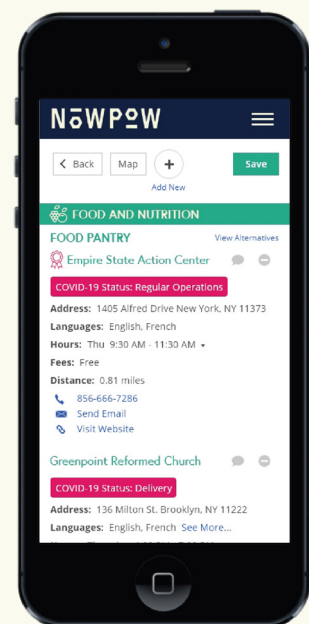 NōWPOW
Back
Map
+
Save
Add New
FOOD AND NUTRITION
FOOD PANTRY
View Alternatives
Empire State Action Center
COVID-19 Status: Regular Operations
Address: 1405 Alfred Drive New York, NY 11373
Languages: English, French
Hours: Thu 9:30 AM - 11:30 AM
Fees: Free
Distance: 0.81 miles
856-666-7286
Send Email
Visit Website
Greenpoint Reformed Church
COVID-19 Status: Delivery
Address: 136 Milton St. Brooklyn, NY 11222
Languages: English, French See More...